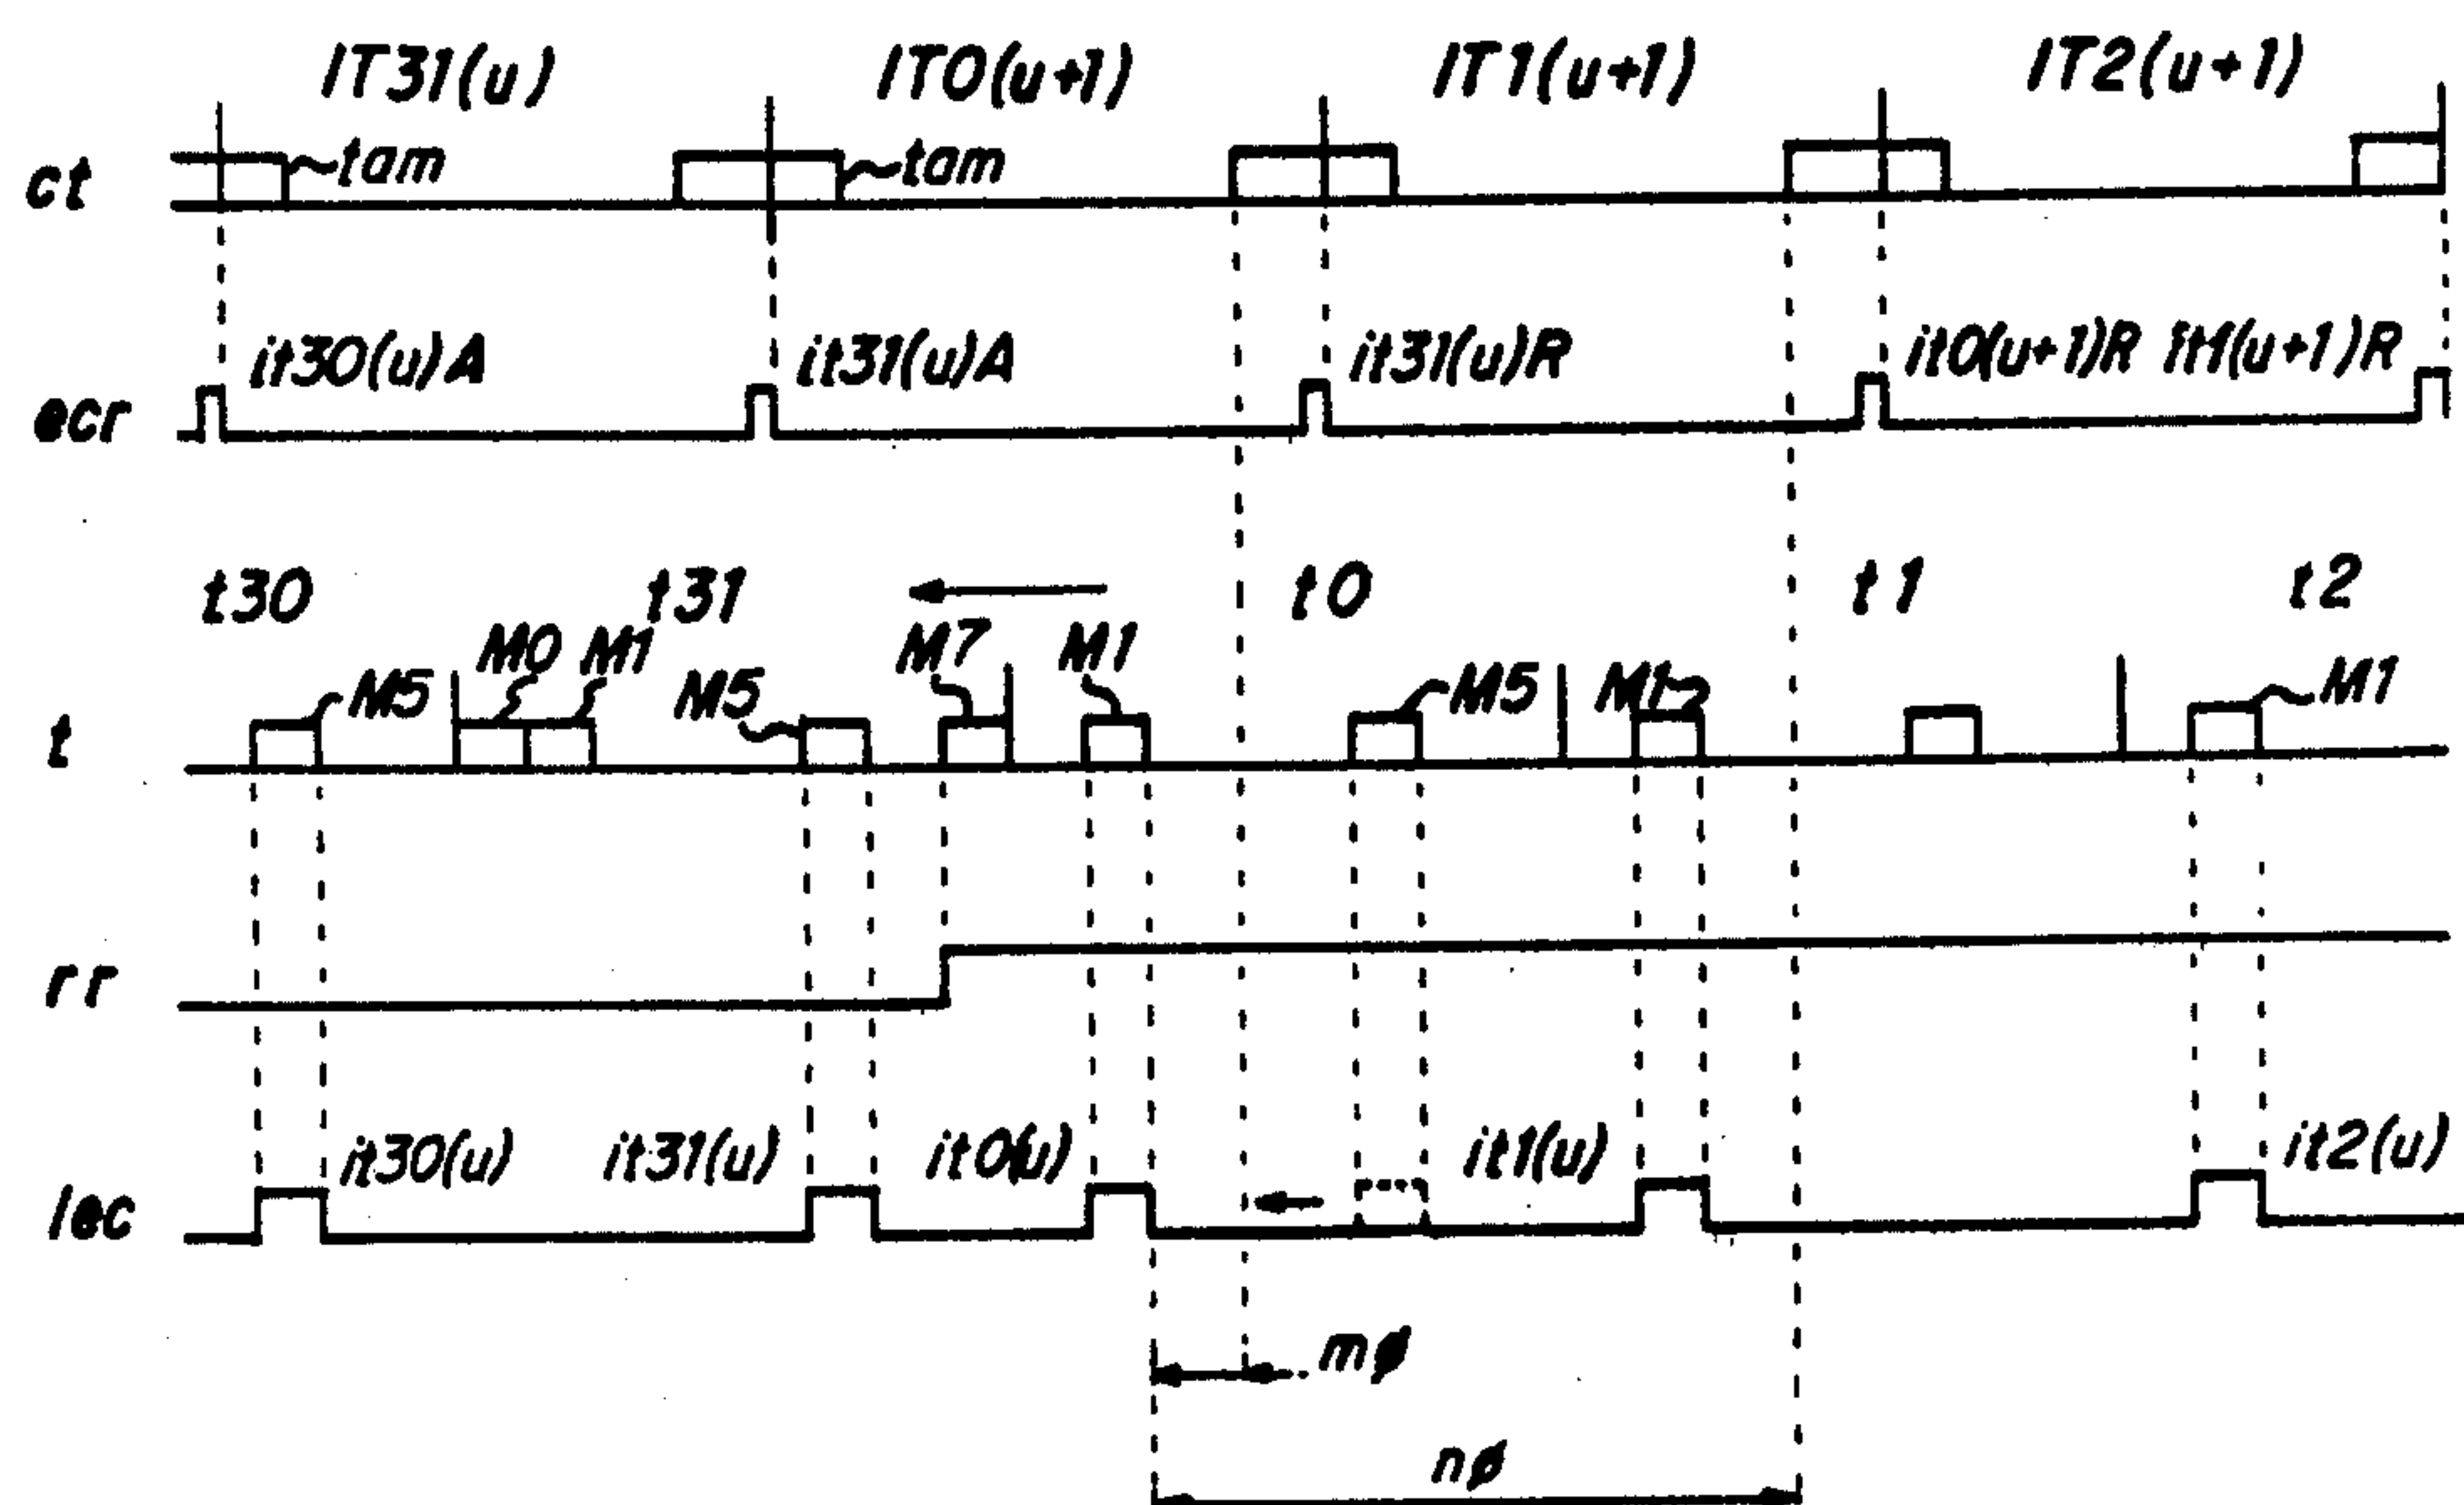 IT31(u) IT0(u+1) IT1(u+1) IT2(u+1)
ct tam tam
it30(u)A it31(u)A it31(u)R it0(u+1)R it1(u+1)R
ecr
t30 t31 t0 t1 t2
M0 M1 M7 M1
t M5 M5 M5 M1 M1
rr
it30(u) it31(u) it0(u) it1(u) it2(u)
lec
mø
nø